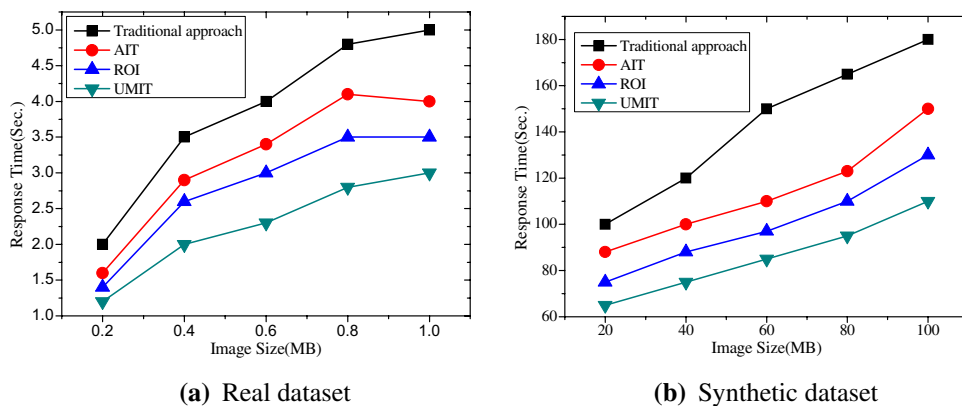 Traditional approach
AIT
ROI
UMIT
5.0
4.5
4.0
3.5
3.0
2.5
2.0
1.5
1.0
Response Time(Sec.)
0.2 0.4 0.6 0.8 1.0
Image Size(MB)
(a) Real dataset
Traditional approach
AIT
ROI
UMIT
180
160
140
120
100
80
60
Response Time(Sec.)
20 40 60 80 100
Image Size(MB)
(b) Synthetic dataset